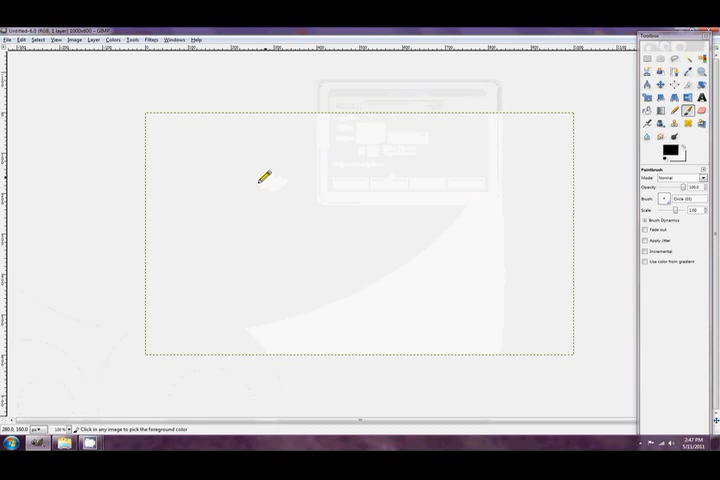 Untitled-6.0 (RGB, 1 layer) 1000x600 – GIMP
File Edit Select View Image Layer Colors Tools Filters Windows Help
Toolbox
Paintbrush
Mode: Normal
Opacity: 100.0
Brush: Circle (01)
Scale: 1.00
Brush Dynamics
Fade out
Apply Jitter
Incremental
Use color from gradient
280.0, 160.0 px 100 % Click in any image to pick the foreground color
2:47 PM
5/11/2011